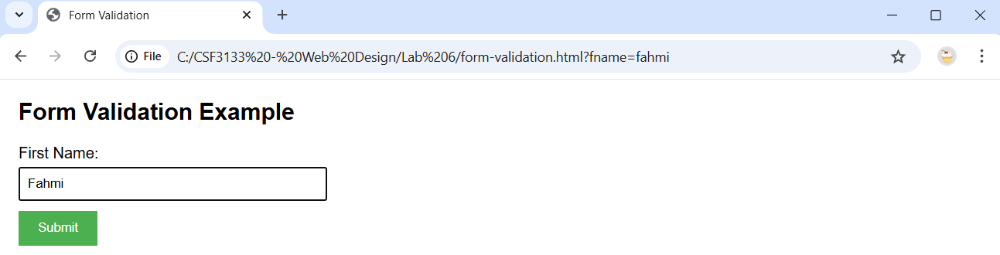 Form Validation
File
C:/CSF3133%20-%20Web%20Design/Lab%206/form-validation.html?fname=fahmi
Form Validation Example
First Name:
Fahmi
Submit